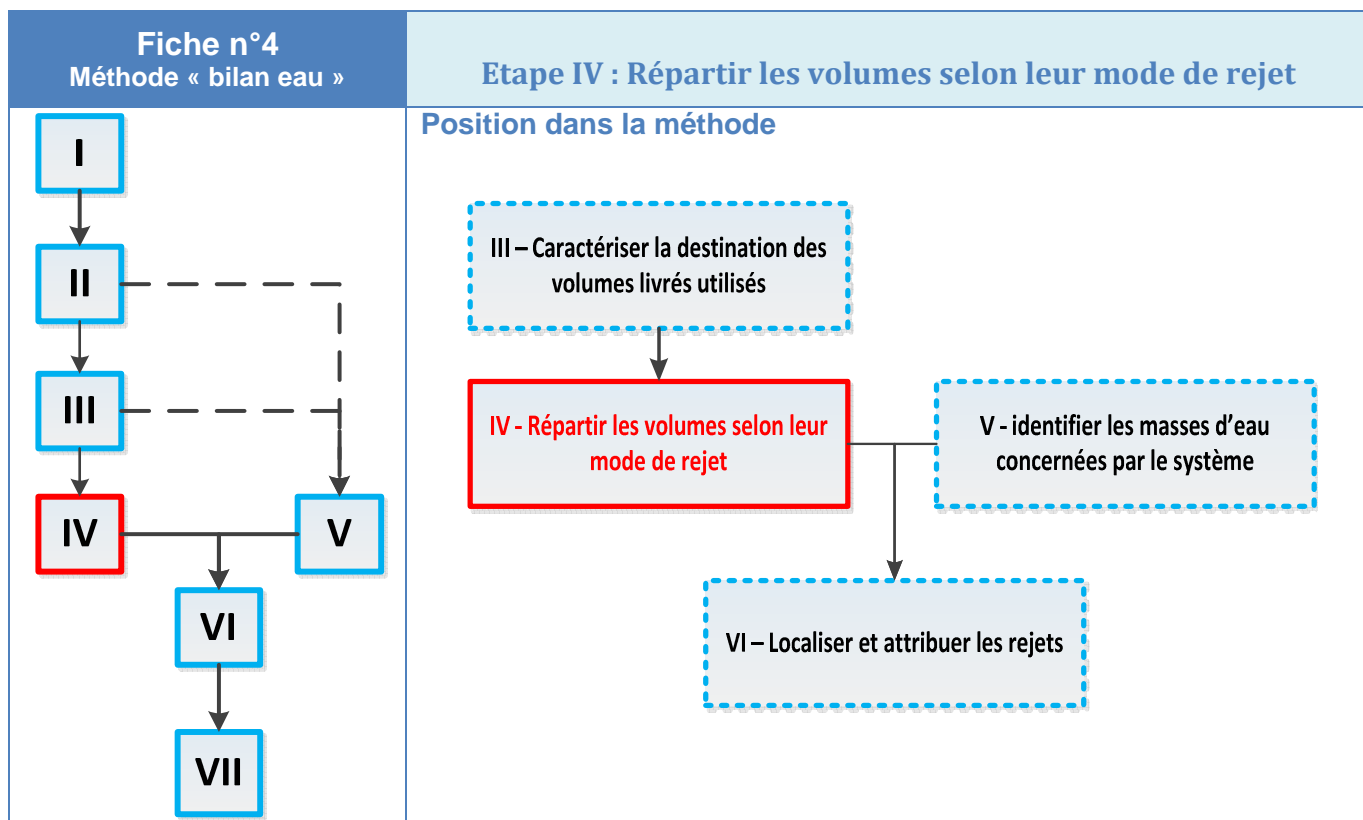 Fiche n°4
Méthode « bilan eau »
Etape IV : Répartir les volumes selon leur mode de rejet
I
II
III
IV
V
VI
VII
Position dans la méthode
III – Caractériser la destination des
volumes livrés utilisés
IV - Répartir les volumes selon leur
mode de rejet
V - identifier les masses d'eau
concernées par le système
VI – Localiser et attribuer les rejets